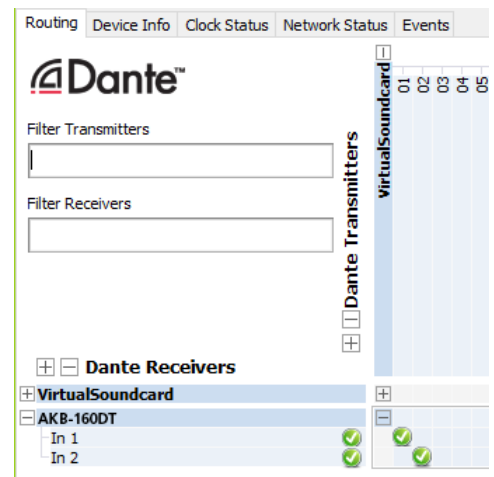 Routing Device Info Clock Status Network Status Events
Dante™
Filter Transmitters
Filter Receivers
Dante Transmitters
VirtualSoundcard
01 02 03 04 05
Dante Receivers
VirtualSoundcard
AKB-160DT
In 1
In 2